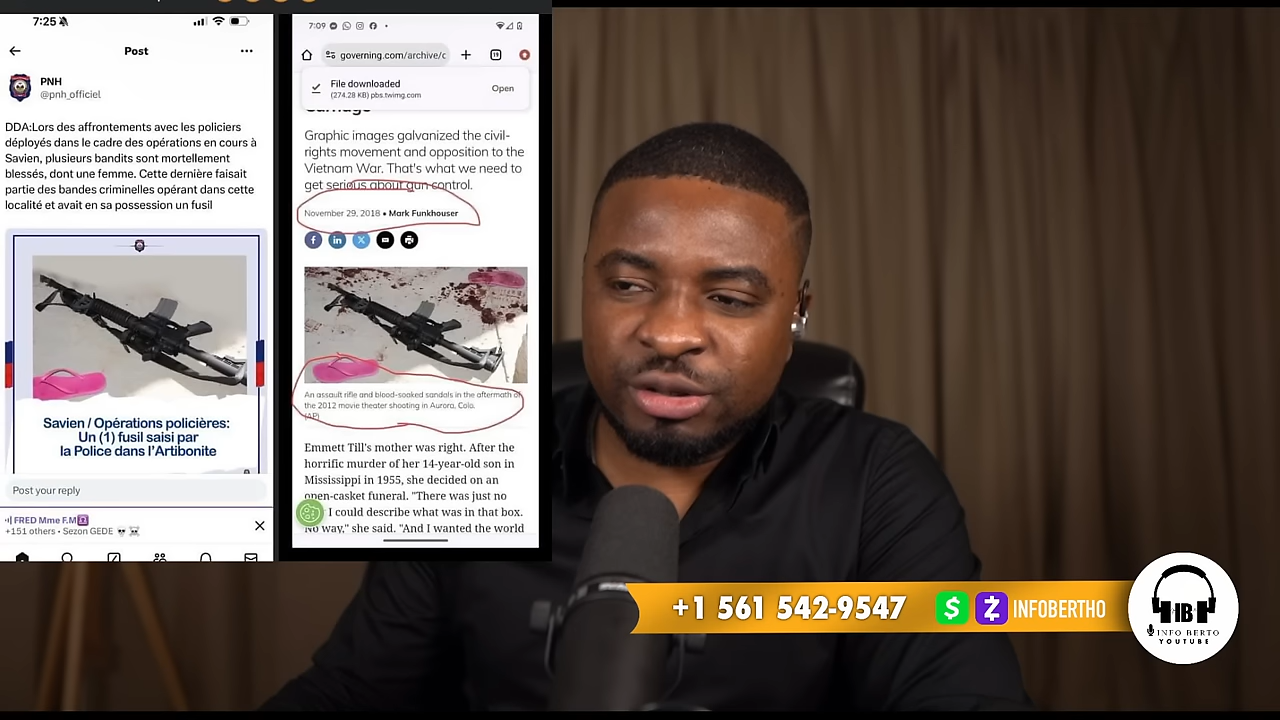 7:25
Post
PNH
@pnh_officiel
DDA:Lors des affrontements avec les policiers
déployés dans le cadre des opérations en cours à
Savien, plusieurs bandits sont mortellement
blessés, dont une femme. Cette dernière faisait
partie des bandes criminelles opérant dans cette
localité et avait en sa possession un fusil
Savien / Opérations policières:
Un (1) fusil saisi par
la Police dans l'Artibonite
Post your reply
FRED Mme F.M
+151 others • Sezon GEDE
7:09
governing.com/archive/c
19
File downloaded
(274.28 KB) pbs.twimg.com
Open
Graphic images galvanized the civil-
rights movement and opposition to the
Vietnam War. That's what we need to
get serious about gun control.
November 29, 2018 • Mark Funkhouser
An assault rifle and blood-soaked sandals in the aftermath of
the 2012 movie theater shooting in Aurora, Colo.
(AP)
Emmett Till's mother was right. After the
horrific murder of her 14-year-old son in
Mississippi in 1955, she decided on an
open-casket funeral. "There was just no
I could describe what was in that box.
No way," she said. "And I wanted the world
+1 561 542-9547 INFOBERTHO
IB
INFO BERTO
YOUTUBE